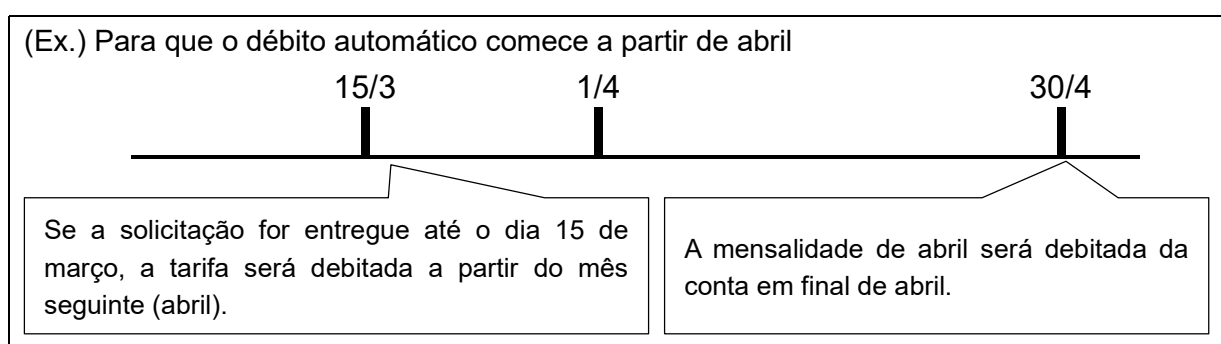 (Ex.) Para que o débito automático comece a partir de abril
15/3 1/4 30/4
Se a solicitação for entregue até o dia 15 de
março, a tarifa será debitada a partir do mês
seguinte (abril).
A mensalidade de abril será debitada da
conta em final de abril.